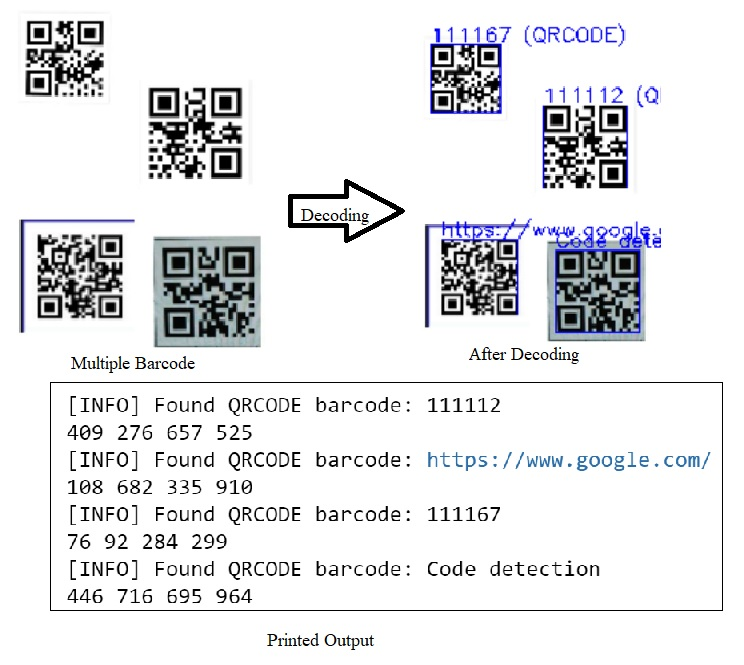 111167 (QRCODE)
111112 (Q
Decoding
https://www.google.
Code dete
Multiple Barcode
After Decoding
[INFO] Found QRCODE barcode: 111112
409 276 657 525
[INFO] Found QRCODE barcode: https://www.google.com/
108 682 335 910
[INFO] Found QRCODE barcode: 111167
76 92 284 299
[INFO] Found QRCODE barcode: Code detection
446 716 695 964
Printed Output